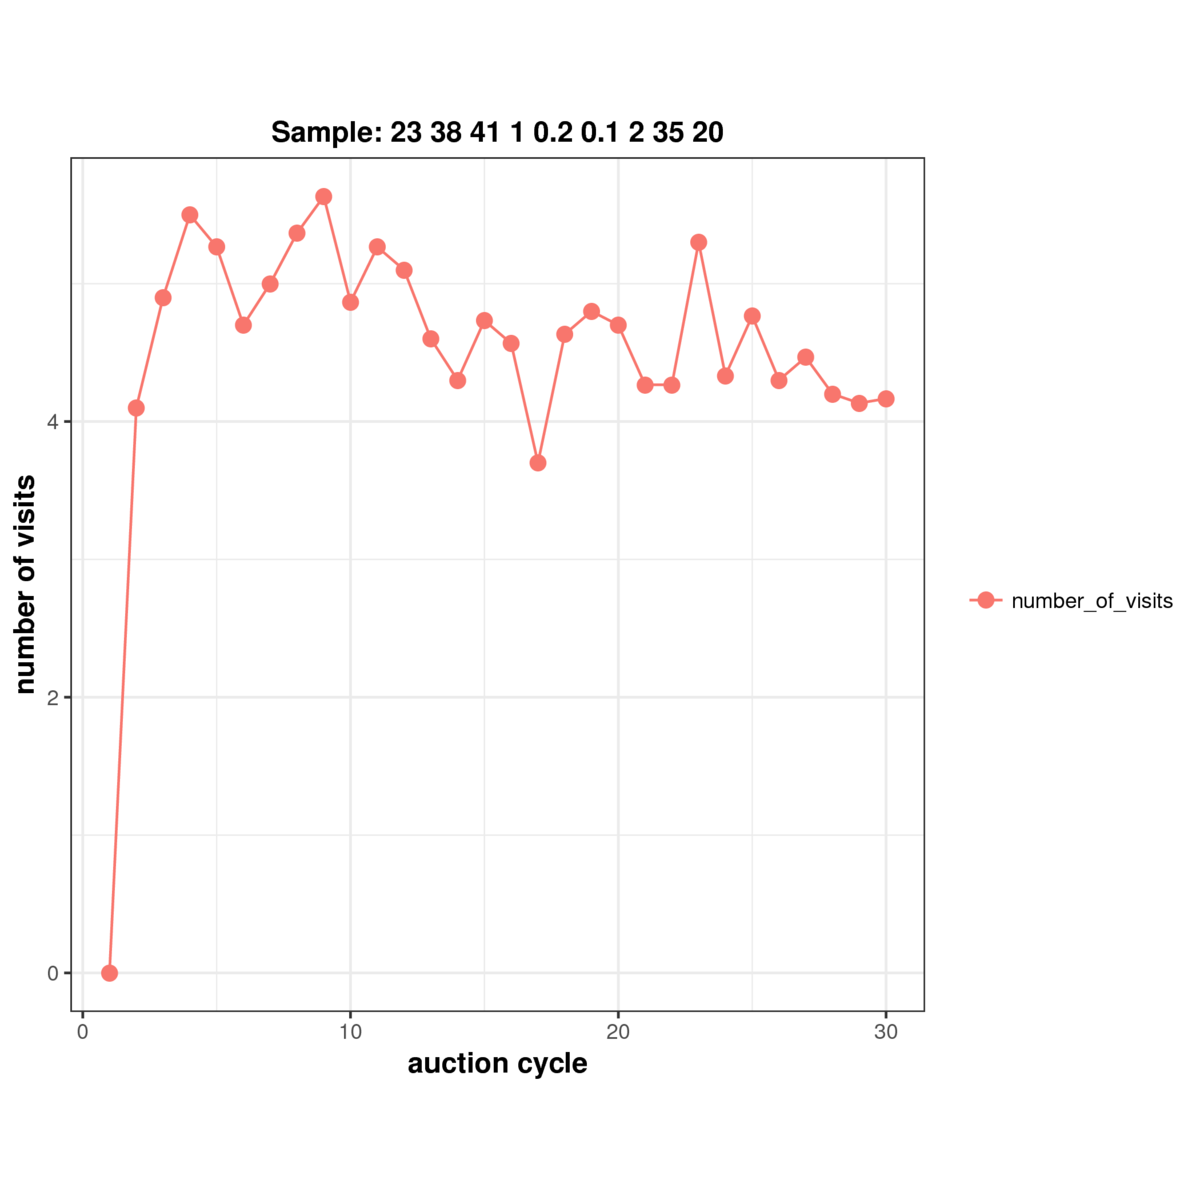 Sample: 23 38 41 1 0.2 0.1 2 35 20
number of visits
4
2
0
0 10 20 30
auction cycle
number_of_visits